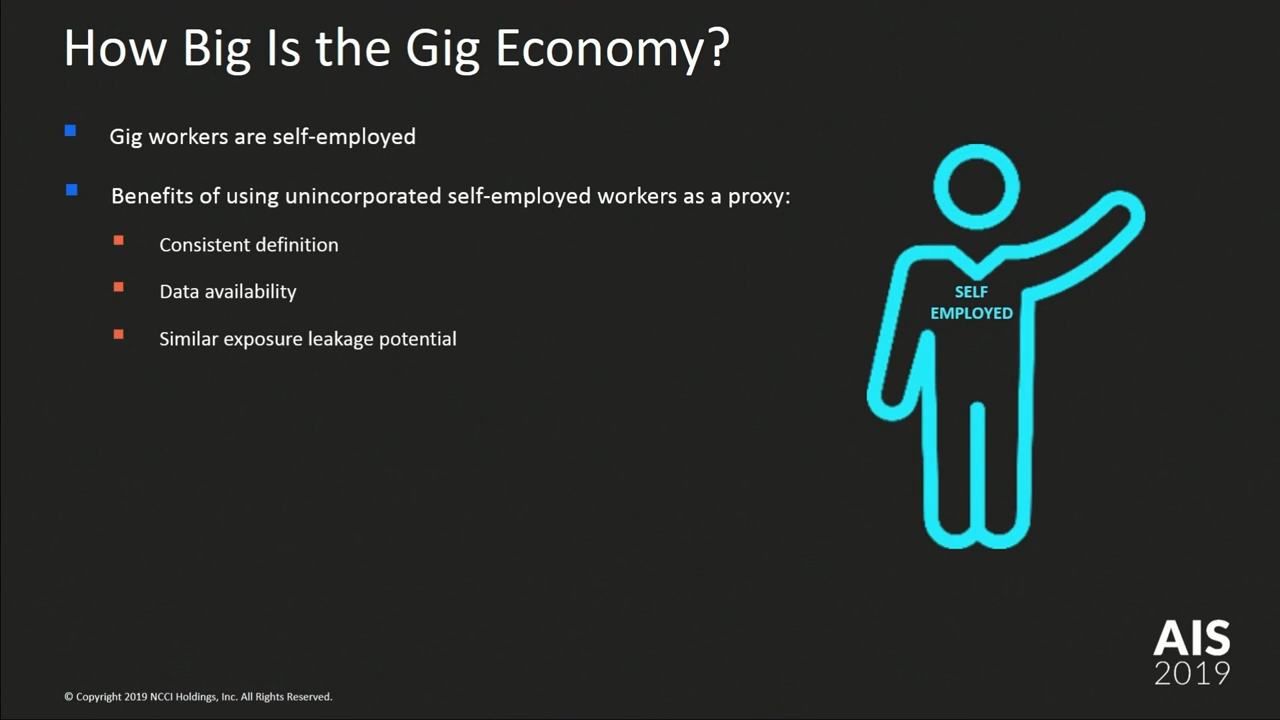 How Big Is the Gig Economy?
Gig workers are self-employed
Benefits of using unincorporated self-employed workers as a proxy:
Consistent definition
Data availability
Similar exposure leakage potential
SELF
EMPLOYED
AIS
2019
© Copyright 2019 NCCI Holdings, Inc. All Rights Reserved.